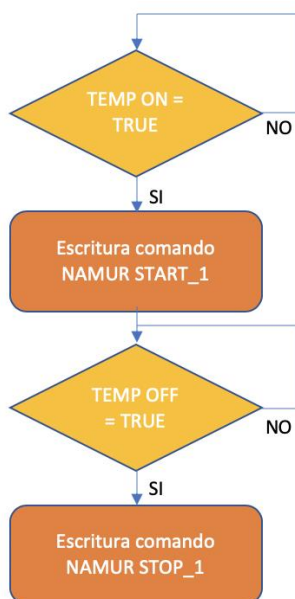 TEMP ON =
TRUE
NO
SI
Escritura comando
NAMUR START_1
TEMP OFF
= TRUE
NO
SI
Escritura comando
NAMUR STOP_1